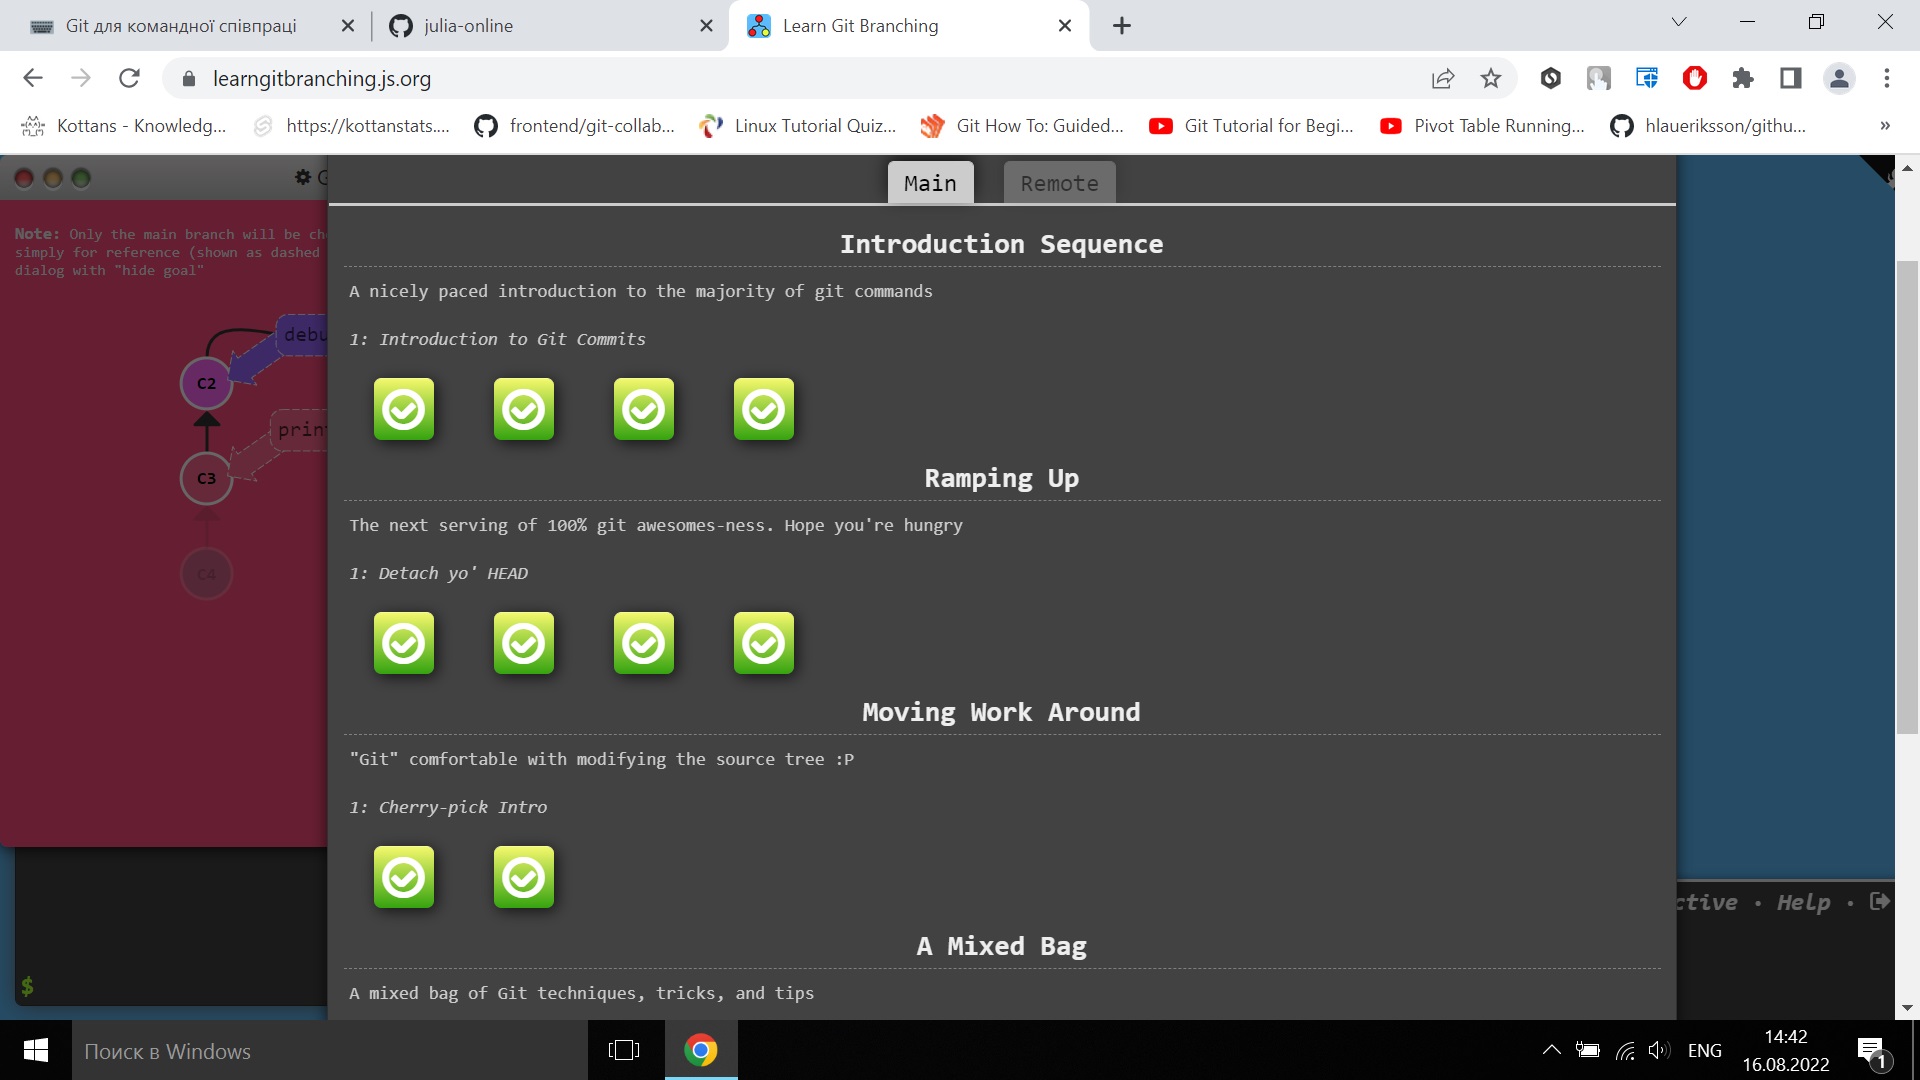 Git для командної співпраці
julia-online
Learn Git Branching
learngitbranching.js.org
Kottans - Knowledg...
https://kottanstats....
frontend/git-collab...
Linux Tutorial Quiz...
Git How To: Guided...
Git Tutorial for Begi...
Pivot Table Running...
hlaueriksson/githu...
»
G
Main
Remote
Note: Only the main branch will be ch
simply for reference (shown as dashed
dialog with "hide goal"
debu
C2
prin
C3
C4
Introduction Sequence
A nicely paced introduction to the majority of git commands
1: Introduction to Git Commits
Ramping Up
The next serving of 100% git awesomes-ness. Hope you're hungry
1: Detach yo' HEAD
Moving Work Around
"Git" comfortable with modifying the source tree :P
1: Cherry-pick Intro
A Mixed Bag
A mixed bag of Git techniques, tricks, and tips
ctive • Help •
$
Поиск в Windows
ENG
14:42
16.08.2022
1